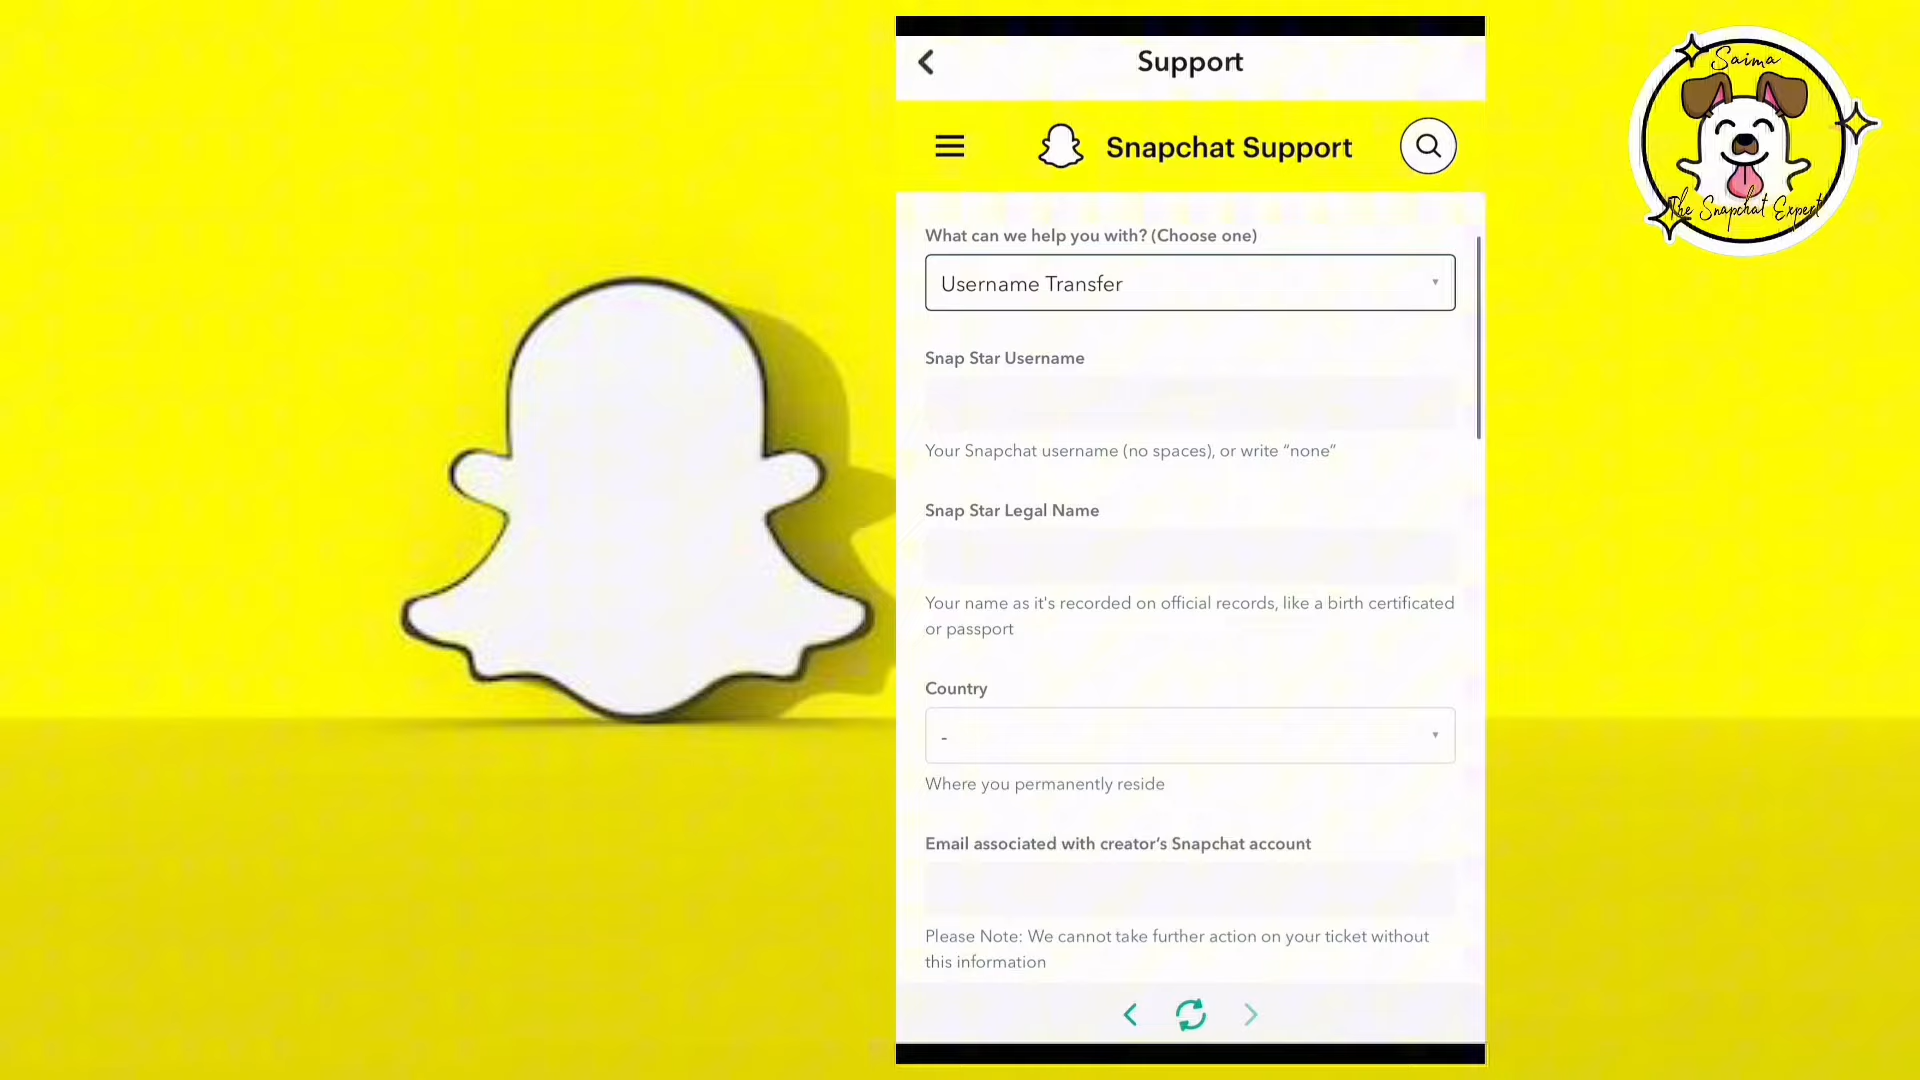 Support
Snapchat Support
What can we help you with? (Choose one)
Username Transfer
Snap Star Username
Your Snapchat username (no spaces), or write “none”
Snap Star Legal Name
Your name as it's recorded on official records, like a birth certificated
or passport
Country
-
Where you permanently reside
Email associated with creator’s Snapchat account
Please Note: We cannot take further action on your ticket without
this information
Saima
The Snapchat Expert